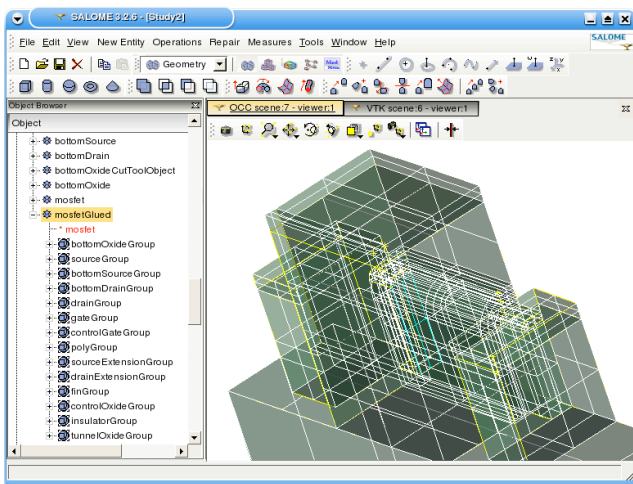 SALOME 3.2.6 - [Study2]
File Edit View New Entity Operations Repair Measures Tools Window Help
SALOME
Geometry
Object Browser
OCC scene:7 - viewer:1
VTK scene:6 - viewer:1
Object
bottomSource
bottomDrain
bottomOxideCutToolObject
bottomOxide
mosfet
mosfetGlued
* mosfet
bottomOxideGroup
sourceGroup
bottomSourceGroup
bottomDrainGroup
drainGroup
gateGroup
controlGateGroup
polyGroup
sourceExtensionGroup
drainExtensionGroup
finGroup
controlOxideGroup
insulatorGroup
tunnelOxideGroup